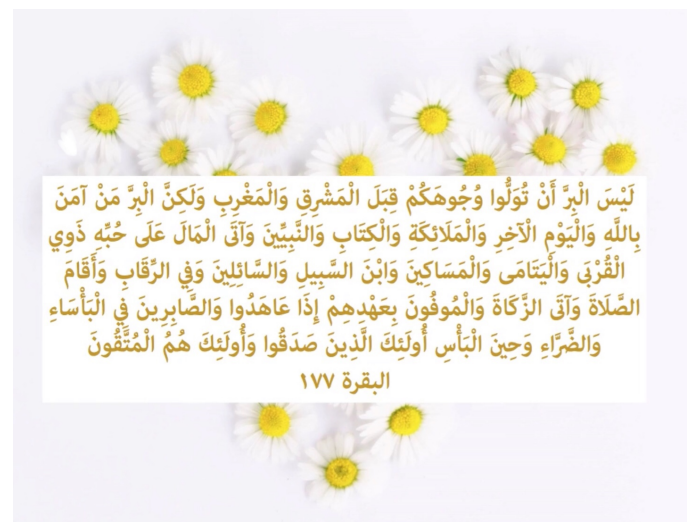 لَيْسَ الْبِرَّ أَنْ تُوَلُّوا وُجُوهَكُمْ قِبَلَ الْمَشْرِقِ وَالْمَغْرِبِ وَلَكِنَّ الْبِرَّ مَنْ آمَنَ
بِاللَّهِ وَالْيَوْمِ الْآخِرِ وَالْمَلَائِكَةِ وَالْكِتَابِ وَالنَّبِيِّينَ وَآتَى الْمَالَ عَلَى حُبِّهِ ذَوِي
الْقُرْبَى وَالْيَتَامَى وَالْمَسَاكِينَ وَابْنَ السَّبِيلِ وَالسَّائِلِينَ وَفِي الرِّقَابِ وَأَقَامَ
الصَّلَاةَ وَآتَى الزَّكَاةَ وَالْمُوفُونَ بِعَهْدِهِمْ إِذَا عَاهَدُوا وَالصَّابِرِينَ فِي الْبَأْسَاءِ
وَالضَّرَّاءِ وَحِينَ الْبَأْسِ أُولَئِكَ الَّذِينَ صَدَقُوا وَأُولَئِكَ هُمُ الْمُتَّقُونَ
البقرة ١٧٧